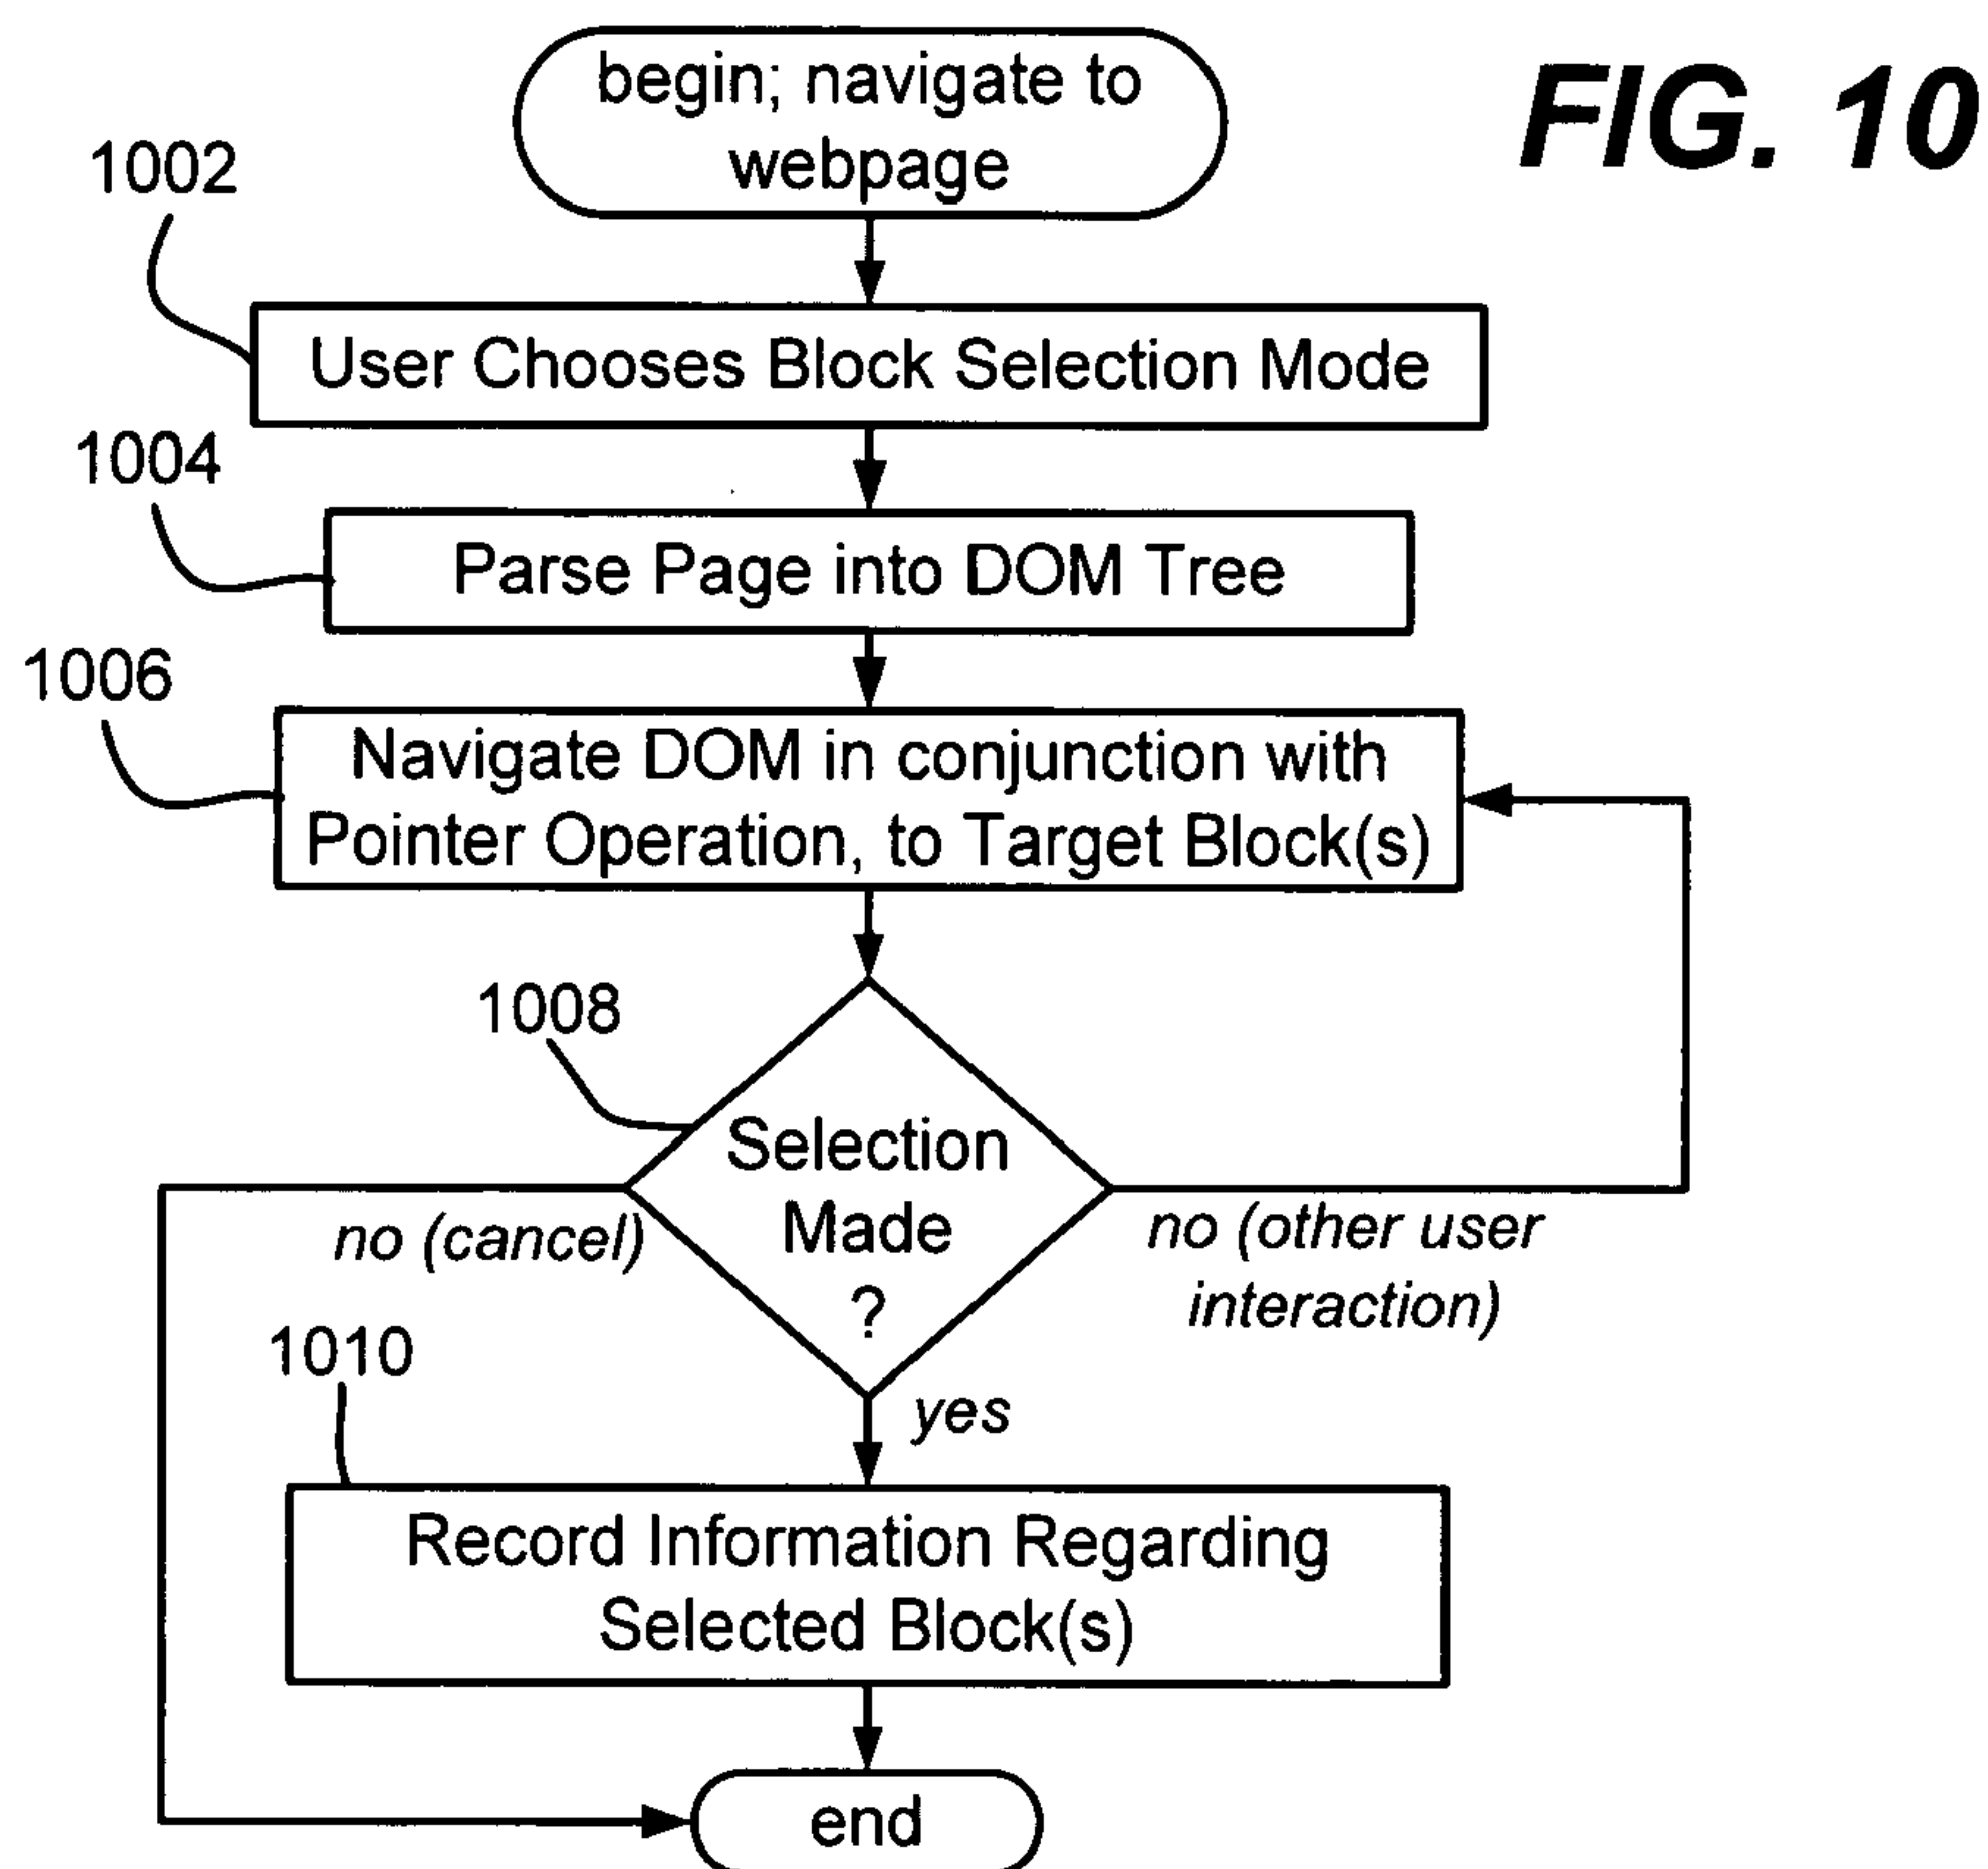 FIG. 10
begin; navigate to
webpage
1002
User Chooses Block Selection Mode
1004
Parse Page into DOM Tree
1006
Navigate DOM in conjunction with
Pointer Operation, to Target Block(s)
1008
Selection
Made
?
no (cancel)
no (other user
interaction)
yes
1010
Record Information Regarding
Selected Block(s)
end